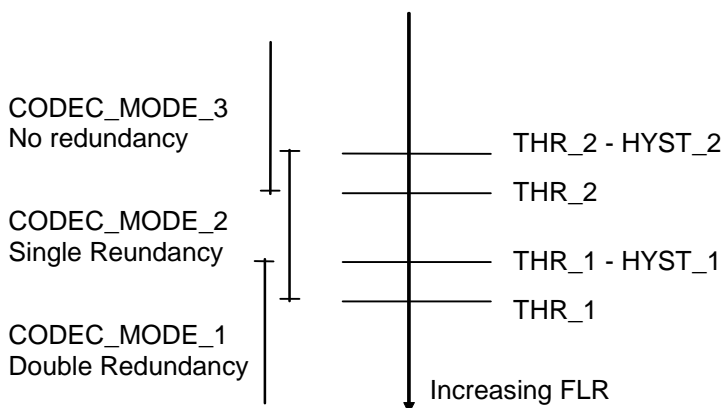 CODEC_MODE_3
No redundancy
CODEC_MODE_2
Single Reundancy
CODEC_MODE_1
Double Redundancy
THR_2 - HYST_2
THR_2
THR_1 - HYST_1
THR_1
Increasing FLR